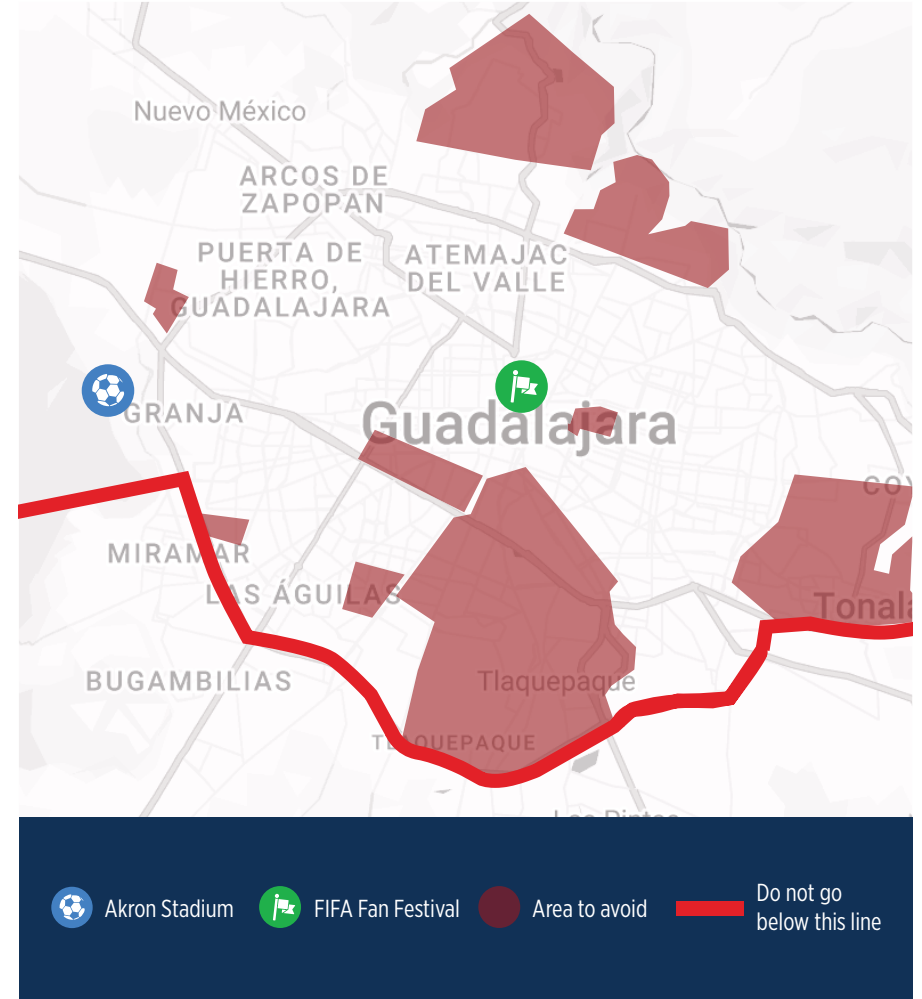 Nuevo México
ARCOS DE
ZAPOPAN
PUERTA DE
HIERRO,
GUADALAJARA
ATEMAJAC
DEL VALLE
GRANJA
Guadalajara
MIRAMAR
LAS ÁGUILAS
Tonalá
BUGAMBILIAS
Tlaquepaque
TLAQUEPAQUE
Akron Stadium
FIFA Fan Festival
Area to avoid
Do not go
below this line